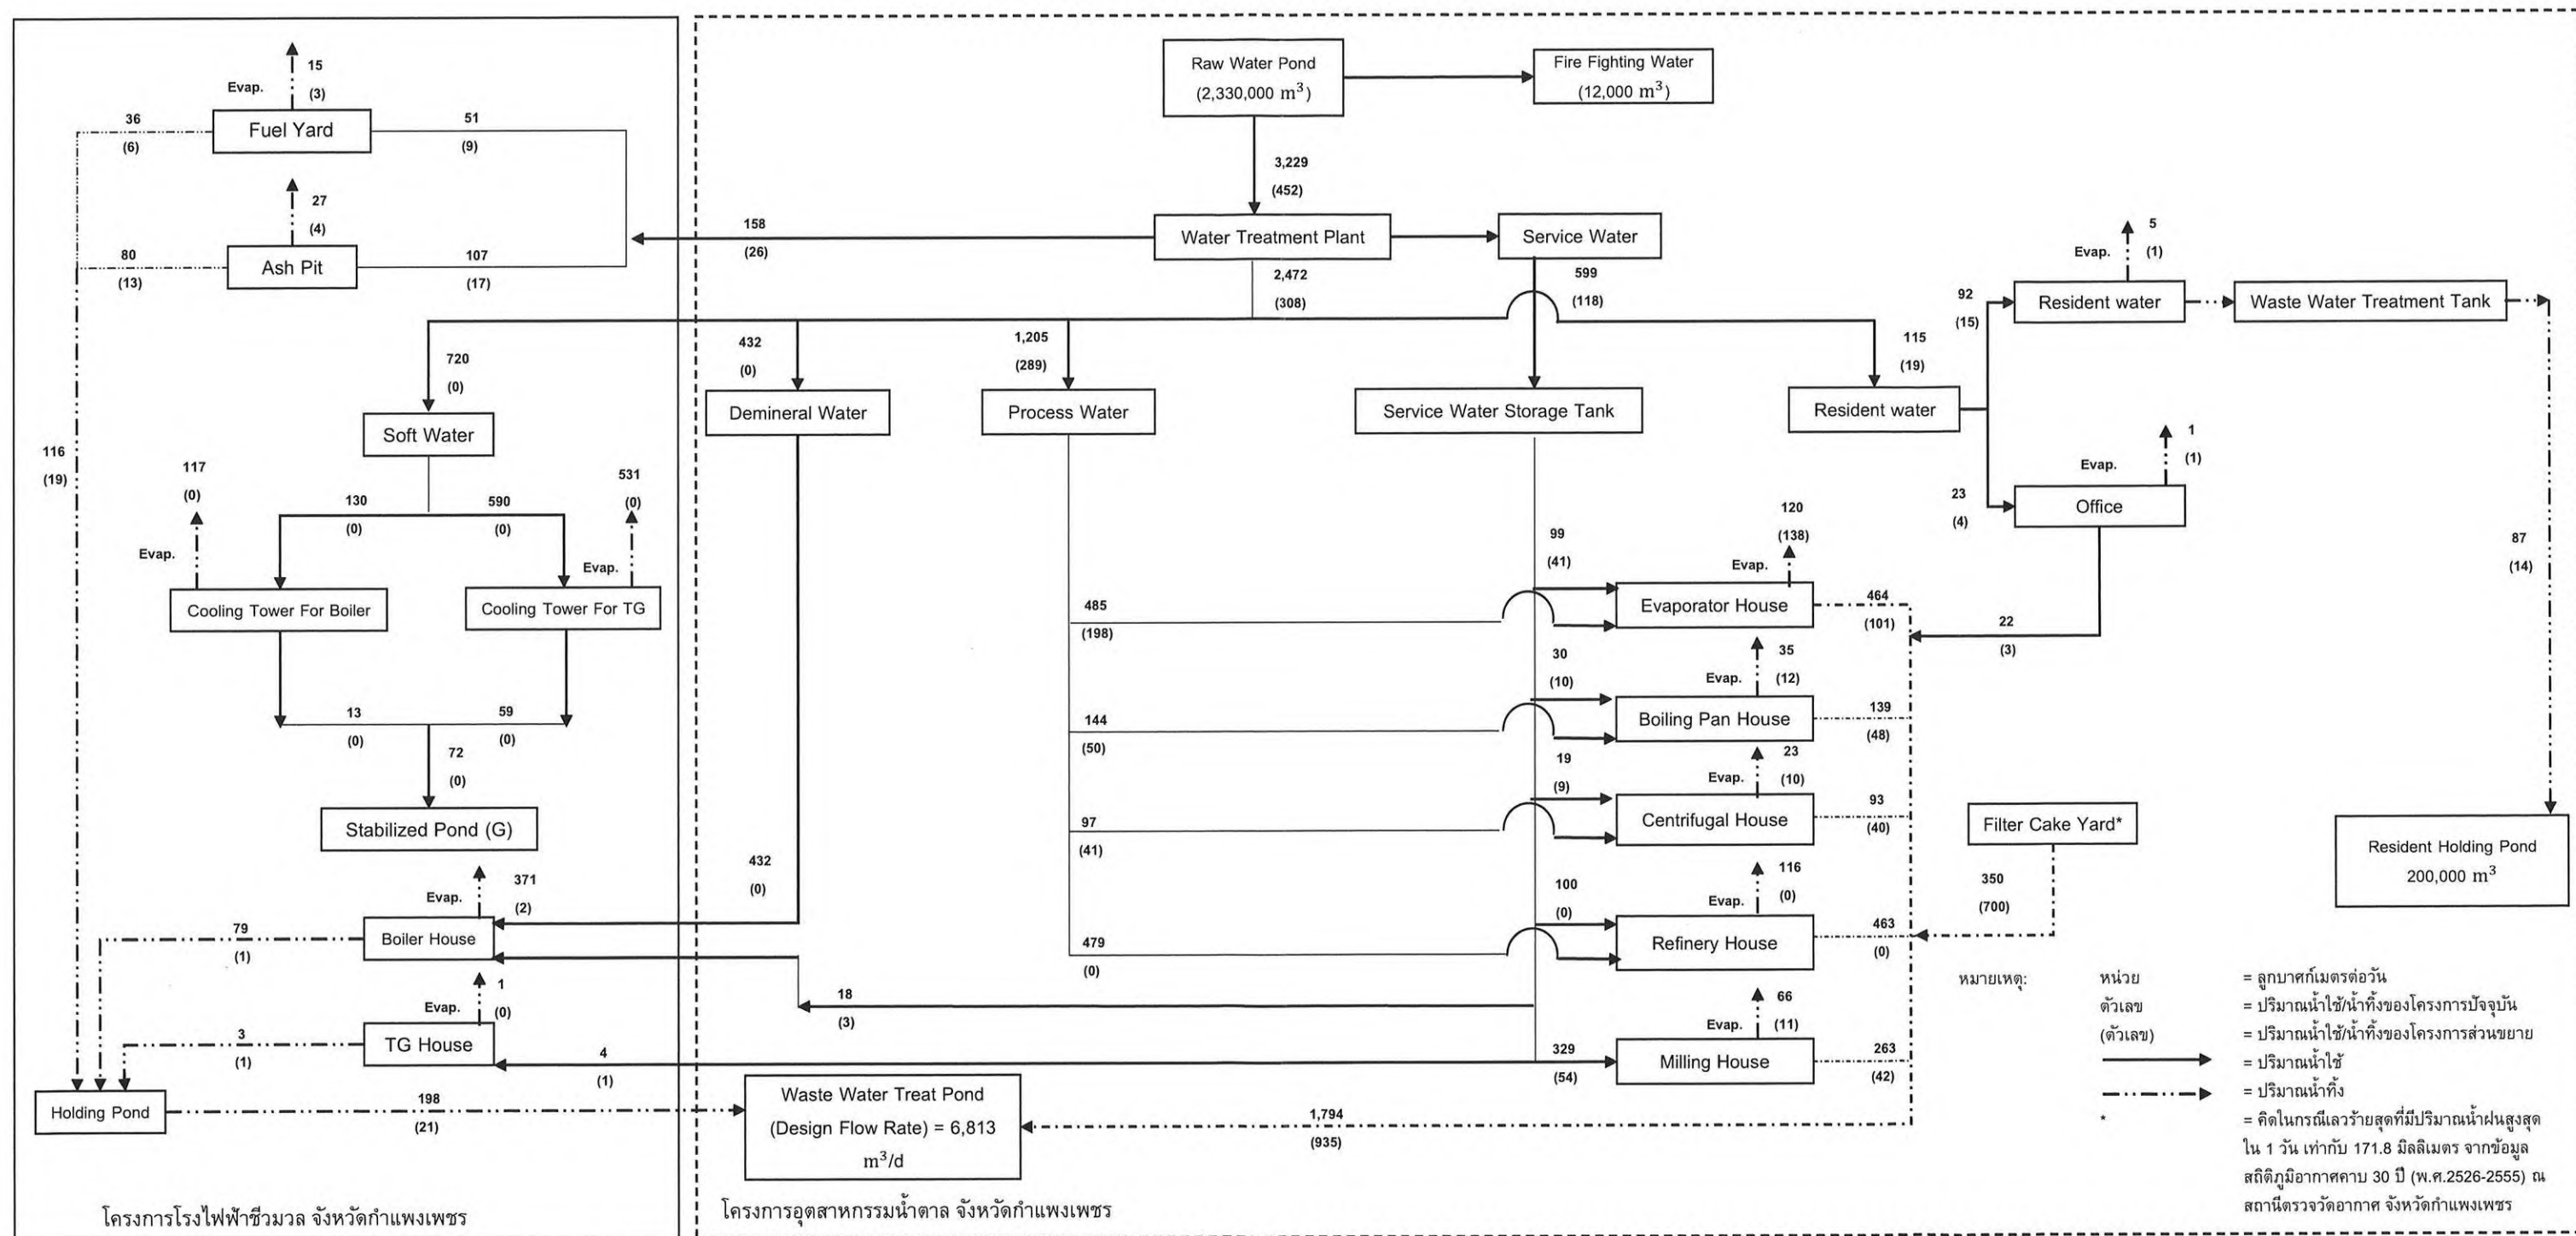 15
Evap.
(3)
36
Fuel Yard
51
(6)
(9)
27
(4)
80
Ash Pit
107
(13)
(17)
Raw Water Pond
(2,330,000 m³)
Fire Fighting Water
(12,000 m³)
3,229
(452)
158
(26)
Water Treatment Plant
Service Water
2,472
(308)
599
(118)
5
Evap.
(1)
92
(15)
Resident water
Waste Water Treatment Tank
720
(0)
432
(0)
1,205
(289)
115
(19)
Soft Water
Demineral Water
Process Water
Service Water Storage Tank
Resident water
116
(19)
117
(0)
130
(0)
590
(0)
531
(0)
Evap.
Evap.
Cooling Tower For Boiler
Cooling Tower For TG
1
Evap.
(1)
23
(4)
Office
22
(3)
87
(14)
13
(0)
59
(0)
72
(0)
Stabilized Pond (G)
99
(41)
120
(138)
Evap.
485
(198)
Evaporator House
464
(101)
30
(10)
35
Evap.
(12)
144
(50)
Boiling Pan House
139
(48)
19
(9)
23
Evap.
(10)
97
(41)
Centrifugal House
93
(40)
Filter Cake Yard*
350
(700)
Resident Holding Pond
200,000 m³
432
(0)
371
Evap.
(2)
79
(1)
Boiler House
100
(0)
116
Evap.
(0)
479
(0)
Refinery House
463
(0)
18
(3)
1
Evap.
(0)
3
(1)
TG House
4
(1)
66
Evap.
(11)
329
(54)
Milling House
263
(42)
Holding Pond
198
(21)
Waste Water Treat Pond
(Design Flow Rate) = 6,813
m³/d
1,794
(935)
หมายเหตุ: หน่วย = ลูกบาศก์เมตรต่อวัน
ตัวเลข = ปริมาณน้ำใช้/น้ำทิ้งของโครงการปัจจุบัน
(ตัวเลข) = ปริมาณน้ำใช้/น้ำทิ้งของโครงการส่วนขยาย
= ปริมาณน้ำใช้
= ปริมาณน้ำทิ้ง
* = คิดในกรณีเลวร้ายสุดที่มีปริมาณน้ำฝนสูงสุด
ใน 1 วัน เท่ากับ 171.8 มิลลิเมตร จากข้อมูล
สถิติภูมิอากาศคาบ 30 ปี (พ.ศ.2526-2555) ณ
สถานีตรวจวัดอากาศ จังหวัดกำแพงเพชร
โครงการโรงไฟฟ้าชีวมวล จังหวัดกำแพงเพชร
โครงการอุตสาหกรรมน้ำตาล จังหวัดกำแพงเพชร